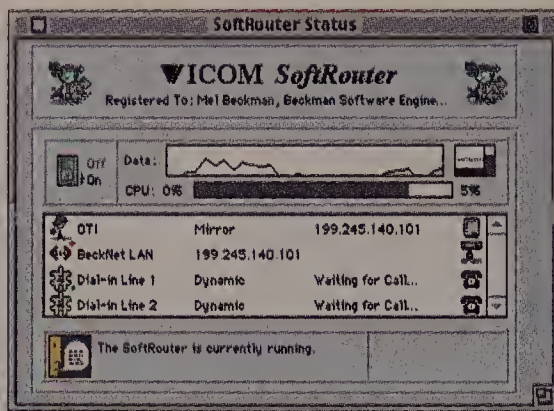 SoftRouter Status
VICOM SoftRouter
Registered To: Mel Beckman, Beckman Software Engine...
Off
On
Data:
CPU: 0% 5%
OTI Mirror 199.245.140.101
BeckNet LAN 199.245.140.101
Dial-in Line 1 Dynamic Waiting for Call...
Dial-in Line 2 Dynamic Waiting for Call...
The SoftRouter is currently running.